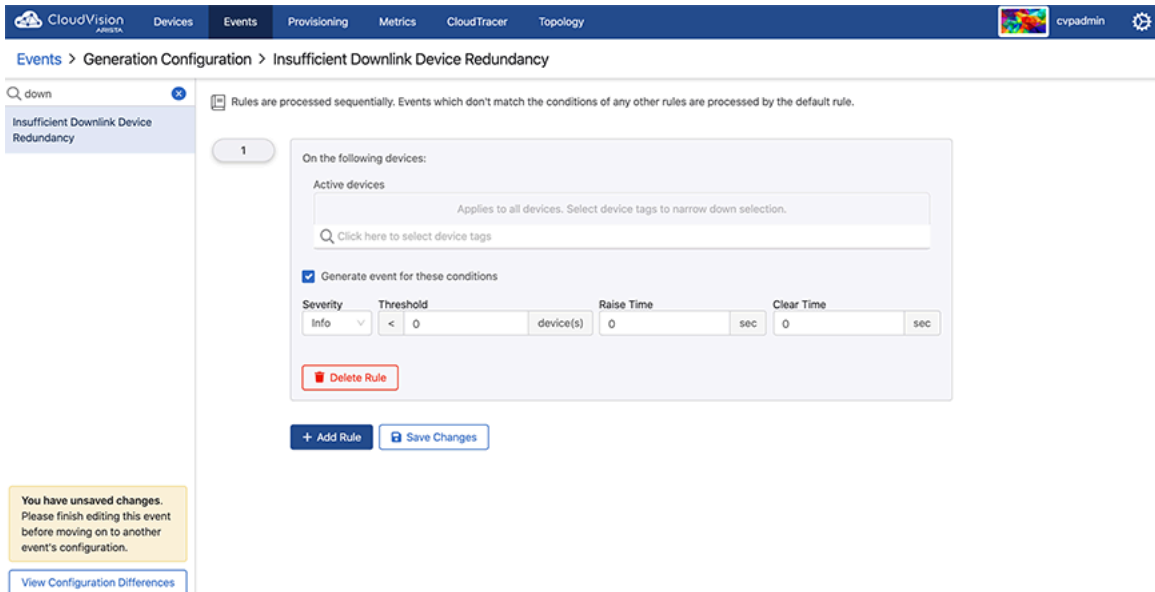 CloudVision
ARISTA
Devices
Events
Provisioning
Metrics
CloudTracer
Topology
cvpadmin
Events > Generation Configuration > Insufficient Downlink Device Redundancy
down
Insufficient Downlink Device
Redundancy
Rules are processed sequentially. Events which don't match the conditions of any other rules are processed by the default rule.
1
On the following devices:
Active devices
Applies to all devices. Select device tags to narrow down selection.
Click here to select device tags
Generate event for these conditions
Severity Threshold Raise Time Clear Time
Info < 0 device(s) 0 sec 0 sec
Delete Rule
+ Add Rule
Save Changes
You have unsaved changes.
Please finish editing this event
before moving on to another
event's configuration.
View Configuration Differences